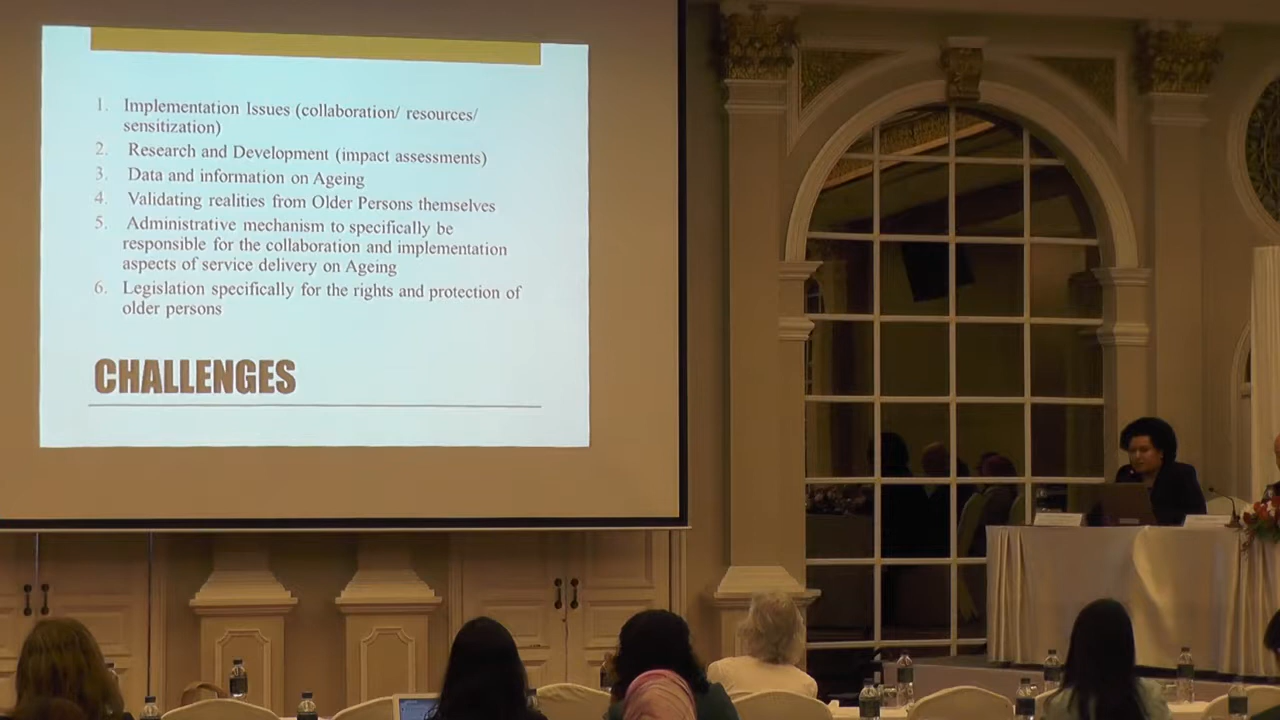 1. Implementation Issues (collaboration/ resources/
sensitization)
2. Research and Development (impact assessments)
3. Data and information on Ageing
4. Validating realities from Older Persons themselves
5. Administrative mechanism to specifically be
responsible for the collaboration and implementation
aspects of service delivery on Ageing
6. Legislation specifically for the rights and protection of
older persons
CHALLENGES